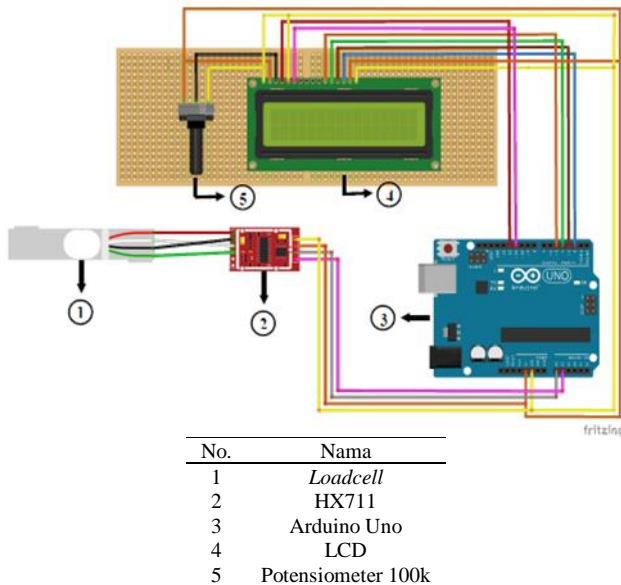 5
4
1
2
3
UNO
fritzing
No. Nama
1 Loadcell
2 HX711
3 Arduino Uno
4 LCD
5 Potensiometer 100k